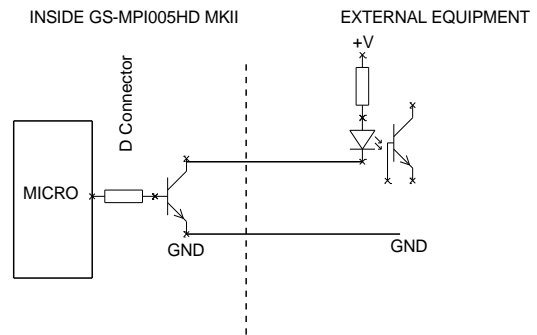 INSIDE GS-MPI005HD MKII
EXTERNAL EQUIPMENT
+V
D Connector
MICRO
GND
GND